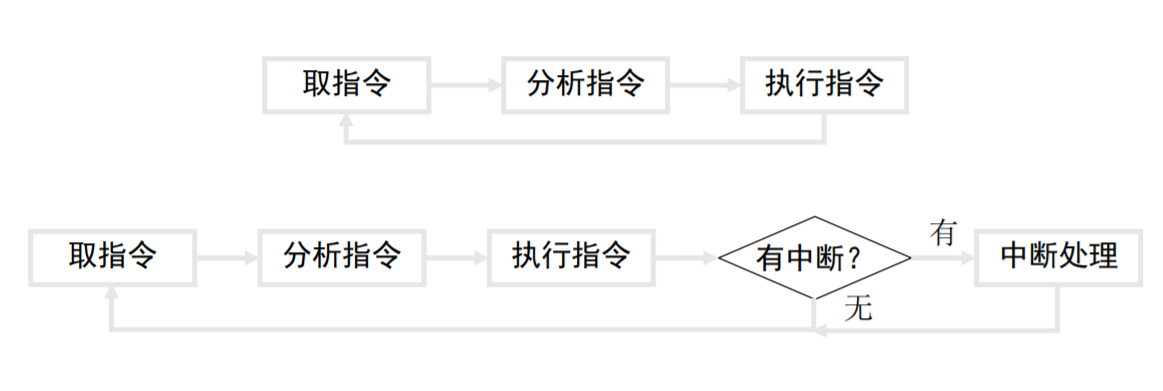 取指令
分析指令
执行指令
取指令
分析指令
执行指令
有中断?
有
中断处理
无